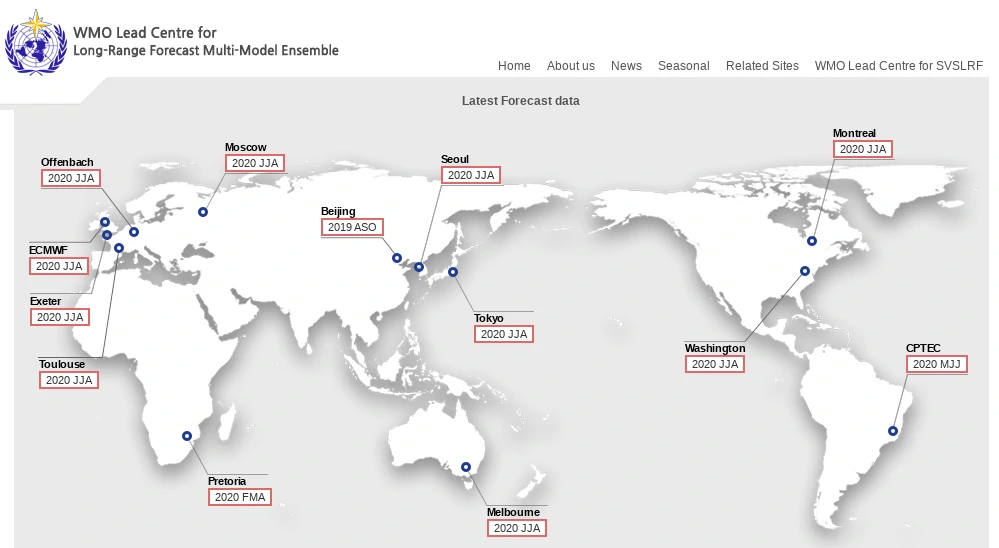 WMO Lead Centre for
Long-Range Forecast Multi-Model Ensemble
Home About us News Seasonal Related Sites WMO Lead Centre for SVSLRF
Latest Forecast data
Montreal
2020 JJA
Moscow
2020 JJA
Seoul
2020 JJA
Offenbach
2020 JJA
Beijing
2019 ASO
ECMWF
2020 JJA
Exeter
2020 JJA
Tokyo
2020 JJA
Washington
2020 JJA
CPTEC
2020 MJJ
Toulouse
2020 JJA
Pretoria
2020 FMA
Melbourne
2020 JJA